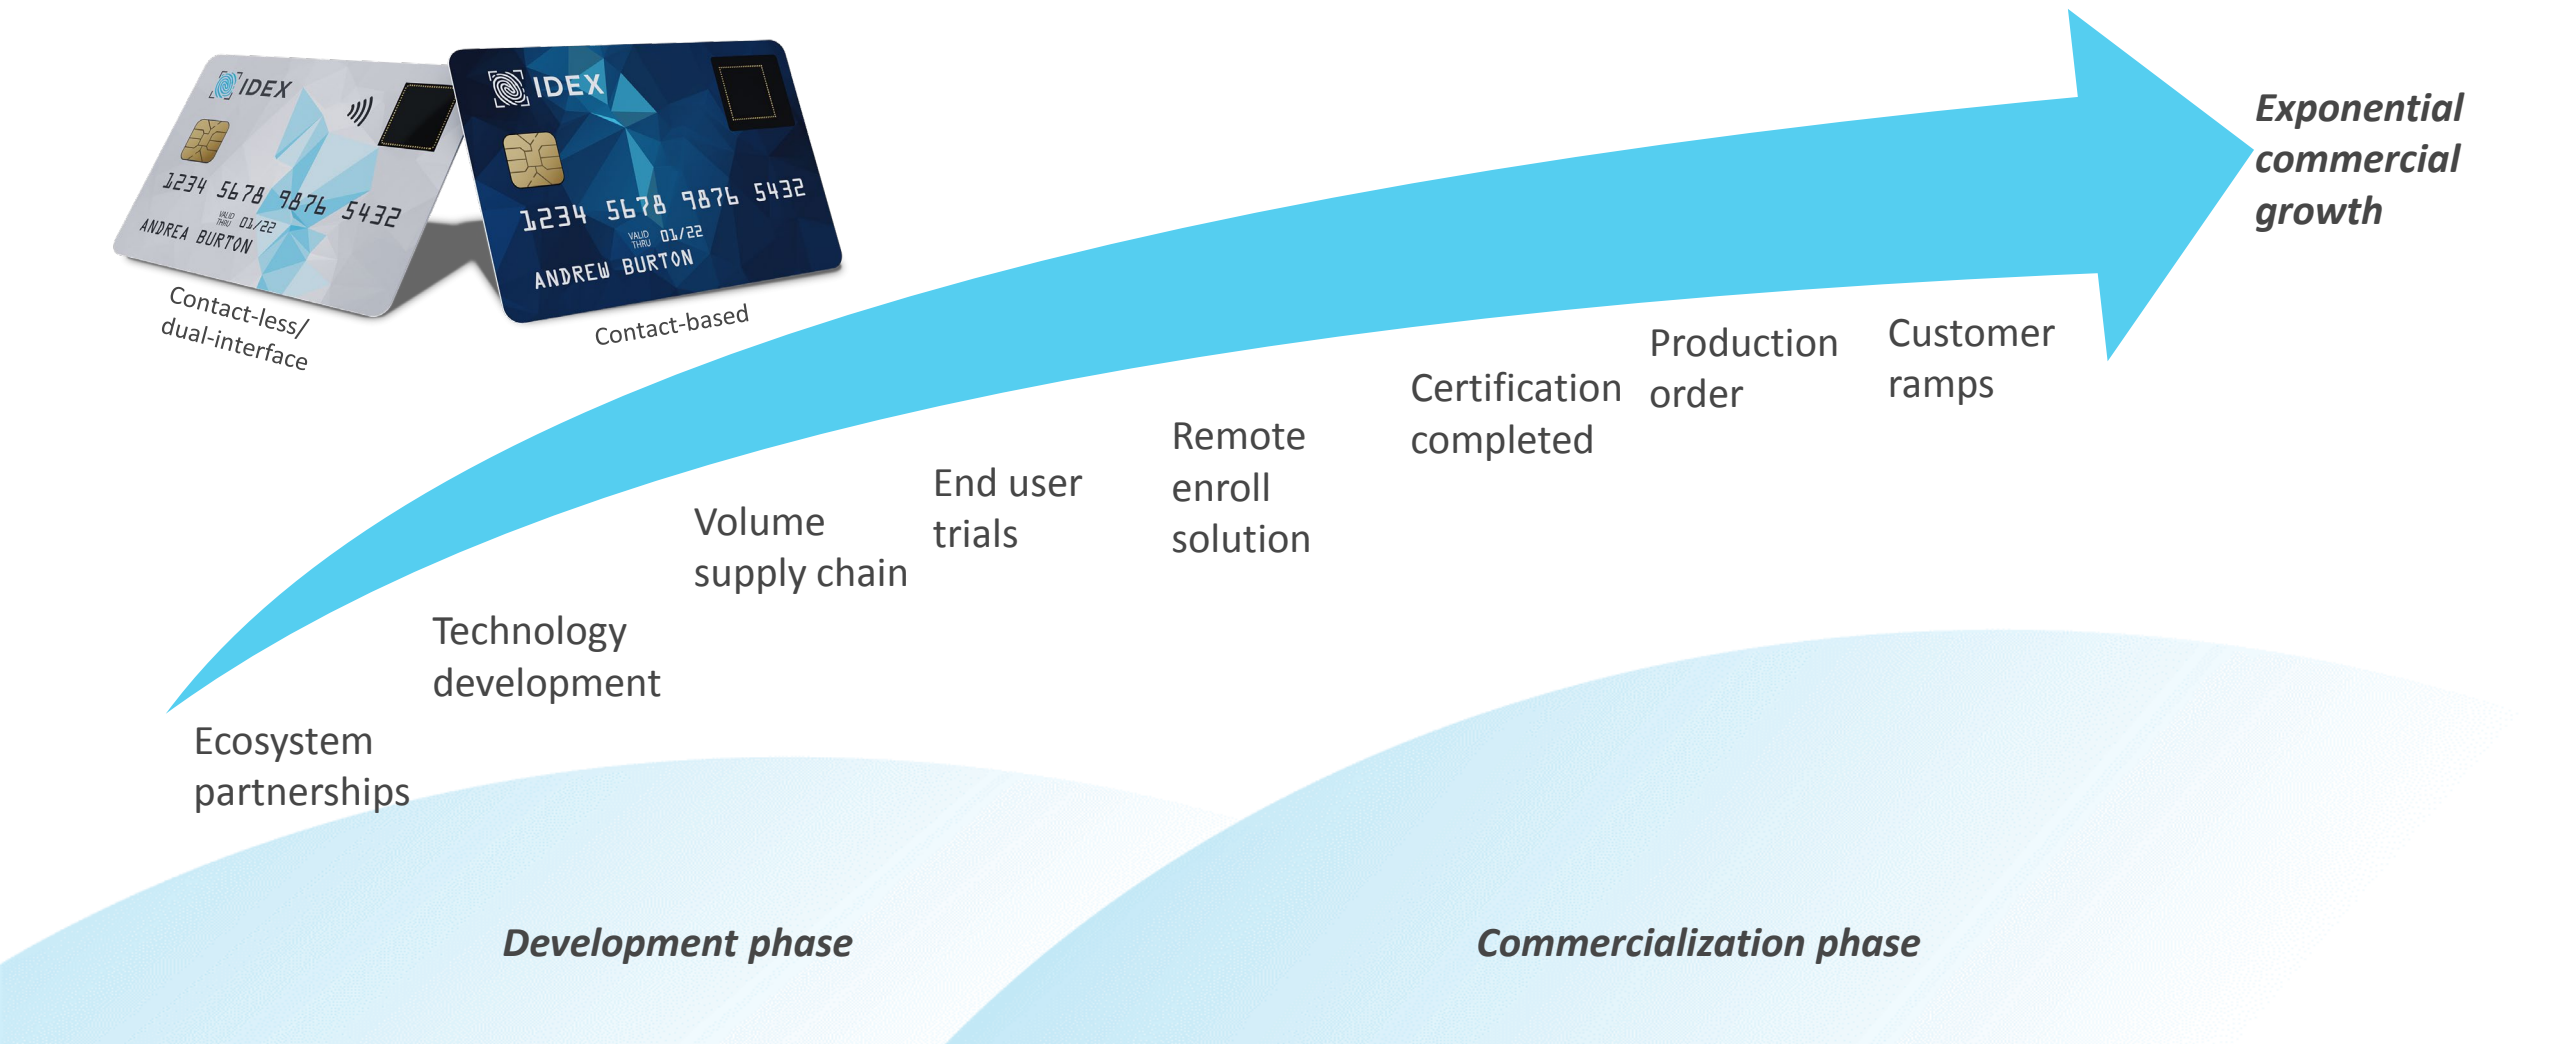 IDEX
1234 5678 9876 5432
VALID
THRU 01/22
ANDREA BURTON
Contact-less/
dual-interface
IDEX
1234 5678 9876 5432
VALID
THRU 01/22
ANDREW BURTON
Contact-based
Exponential
commercial
growth
Ecosystem
partnerships
Technology
development
Volume
supply chain
End user
trials
Remote
enroll
solution
Certification
completed
Production
order
Customer
ramps
Development phase
Commercialization phase